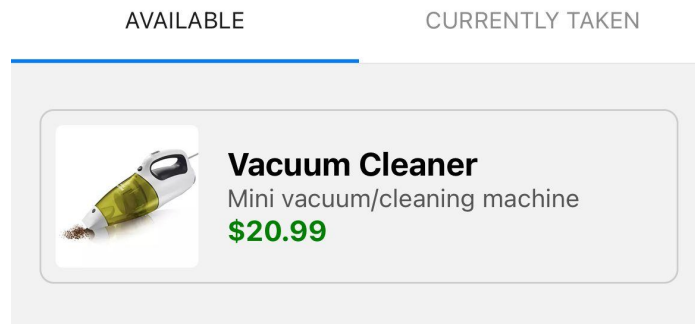 AVAILABLE
CURRENTLY TAKEN
Vacuum Cleaner
Mini vacuum/cleaning machine
$20.99